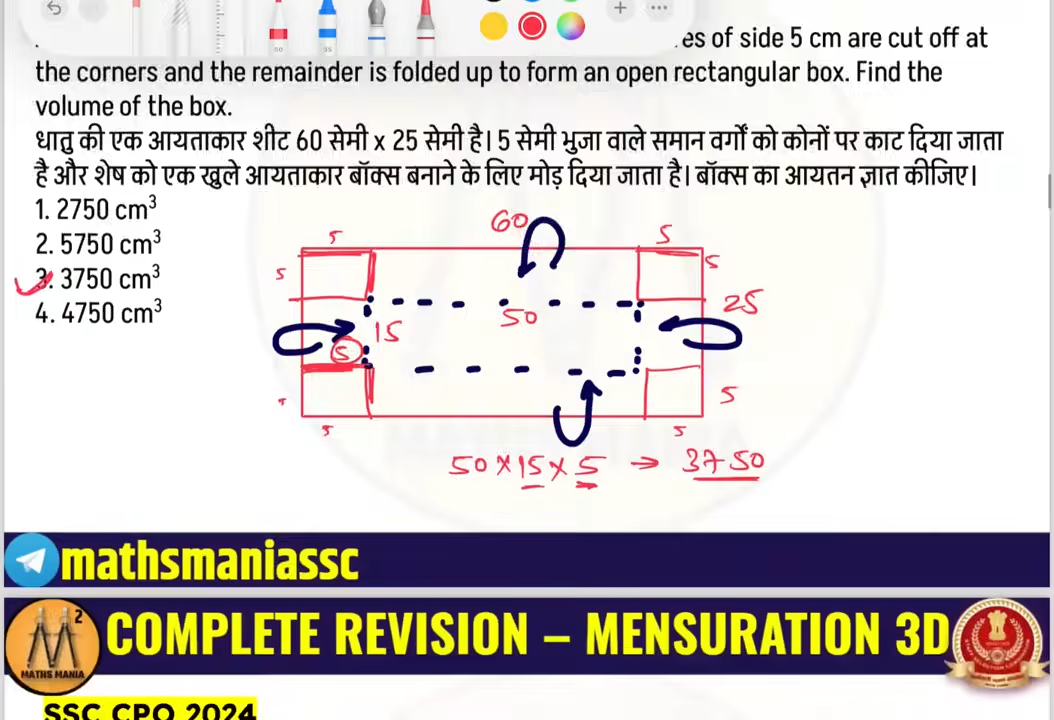 es of side 5 cm are cut off at
the corners and the remainder is folded up to form an open rectangular box. Find the
volume of the box.
धातु की एक आयताकार शीट 60 सेमी x 25 सेमी है। 5 सेमी भुजा वाले समान वर्गों को कोनों पर काट दिया जाता
है और शेष को एक खुले आयताकार बॉक्स बनाने के लिए मोड़ दिया जाता है। बॉक्स का आयतन ज्ञात कीजिए।
1. 2750 cm³
2. 5750 cm³
3. 3750 cm³
4. 4750 cm³
60
5 5
5 5
50 25
15
5
5
5 5
50 × 15 × 5 → 3750
mathsmaniassc
2
MATHS MANIA
COMPLETE REVISION – MENSURATION 3D
SSC CPO 2024